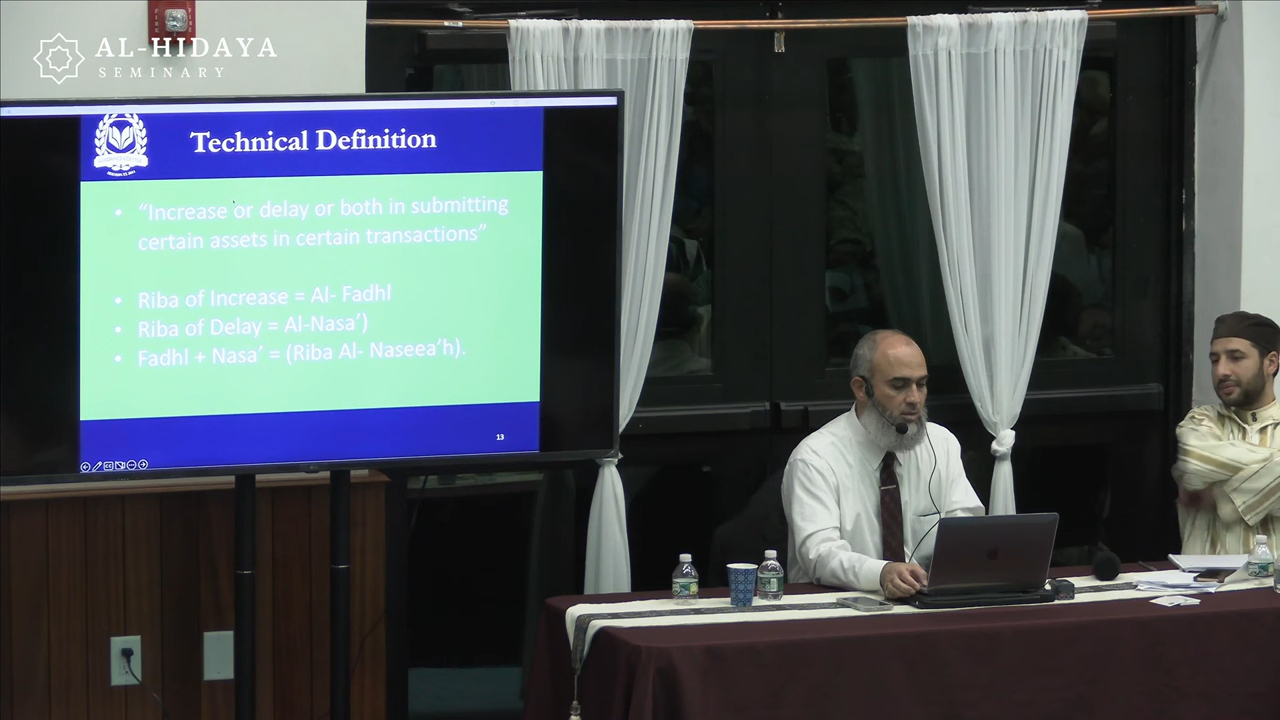 AL-HIDAYA
SEMINARY
Technical Definition
• “Increase or delay or both in submitting
certain assets in certain transactions”
• Riba of Increase = Al- Fadhl
• Riba of Delay = Al-Nasa’)
• Fadhl + Nasa’ = (Riba Al- Naseea’h).
13